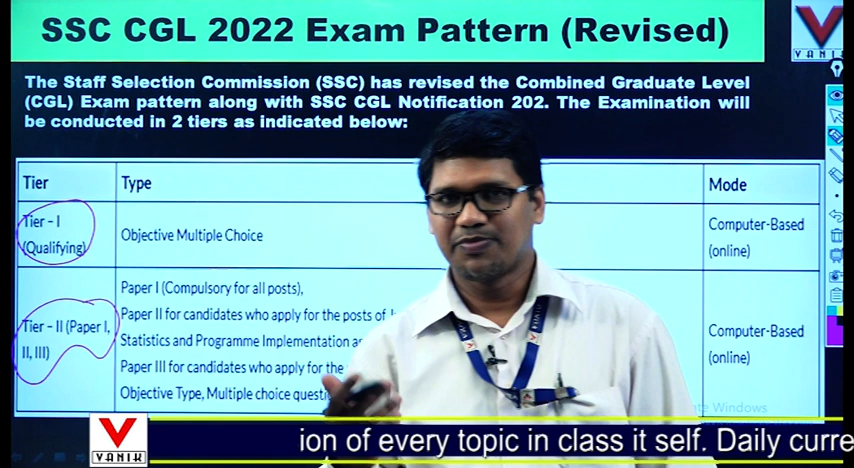 SSC CGL 2022 Exam Pattern (Revised)
VANIK
The Staff Selection Commission (SSC) has revised the Combined Graduate Level
(CGL) Exam pattern along with SSC CGL Notification 202. The Examination will
be conducted in 2 tiers as indicated below:
Tier Type Mode
Tier – I
(Qualifying)
Objective Multiple Choice
Computer-Based
(online)
Tier – II (Paper I,
II, III)
Paper I (Compulsory for all posts),
Paper II for candidates who apply for the posts of
Statistics and Programme Implementation
Paper III for candidates who apply for the
Objective Type, Multiple choice
Computer-Based
(online)
Windows
VANIK
ion of every topic in class it self. Daily curre